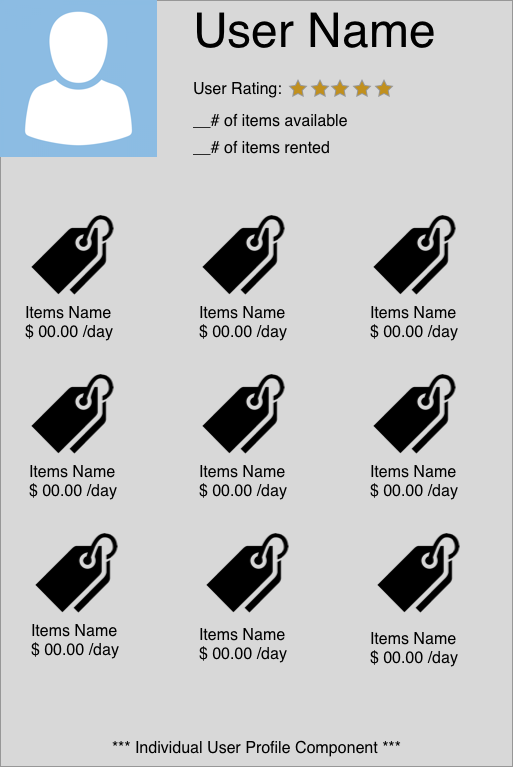 User Name
User Rating:
__# of items available
__# of items rented
Items Name
$ 00.00 /day
Items Name
$ 00.00 /day
Items Name
$ 00.00 /day
Items Name
$ 00.00 /day
Items Name
$ 00.00 /day
Items Name
$ 00.00 /day
Items Name
$ 00.00 /day
Items Name
$ 00.00 /day
Items Name
$ 00.00 /day
*** Individual User Profile Component ***